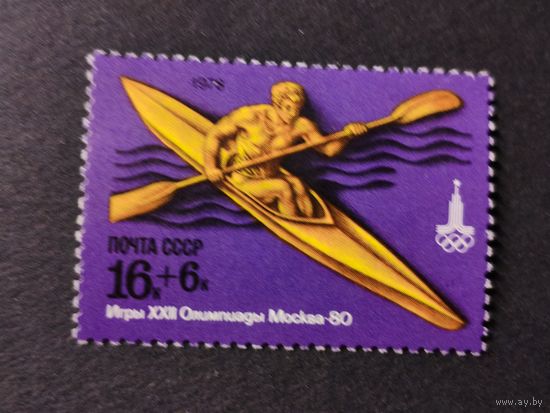 1978
ПОЧТА СССР
16к+6к
Игры XXII Олимпиады Москва-80
www.ay.by